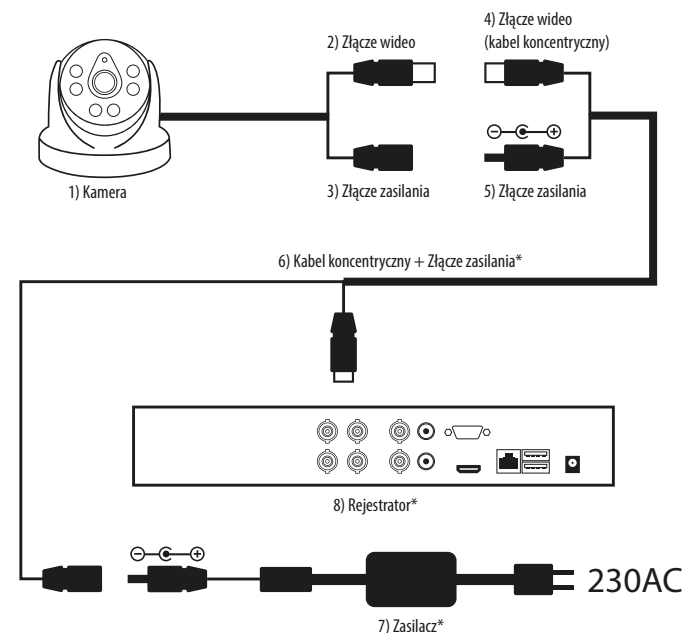 2) Złącze wideo
4) Złącze wideo
(kabel koncentryczny)
1) Kamera
3) Złącze zasilania
5) Złącze zasilania
6) Kabel koncentryczny + Złącze zasilania*
8) Rejestrator*
230AC
7) Zasilacz*